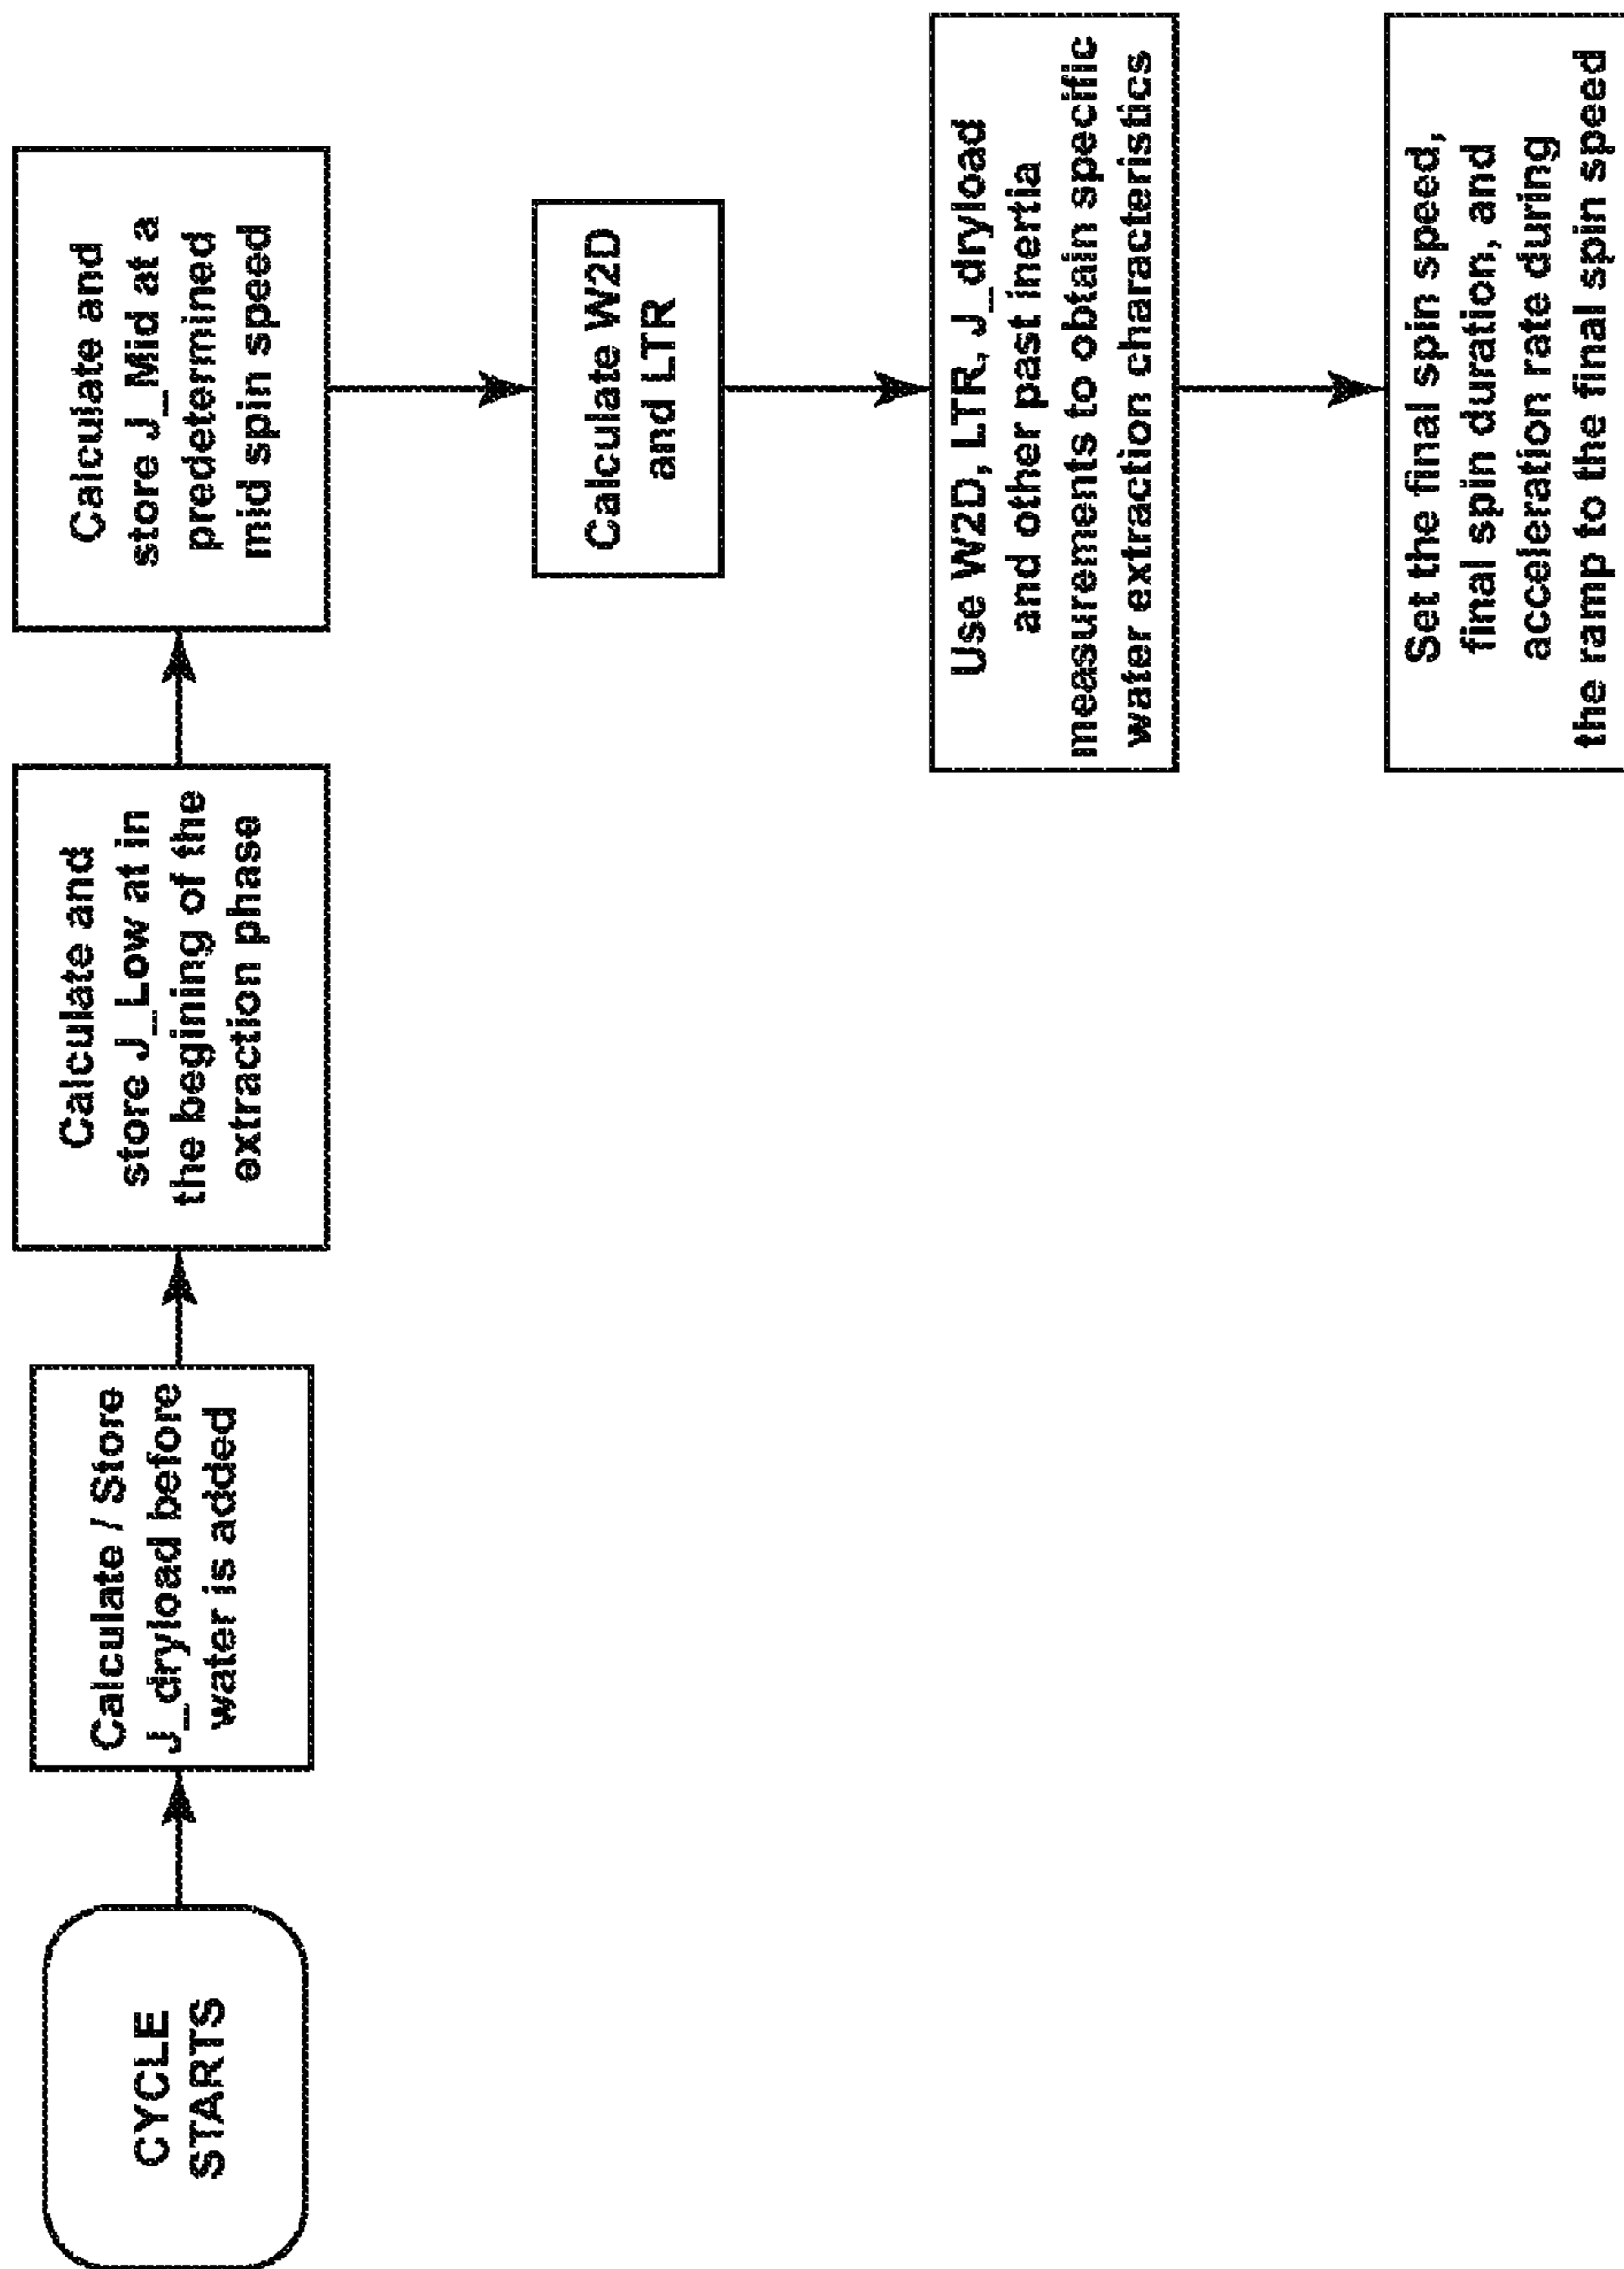 CYCLE
STARTS
Calculate / Store
J_dryload before
water is added
Calculate and
store J_Low at in
the begining of the
extraction phase
Calculate and
store J_Mid at a
predetermined
mid spin speed
Calculate W2D
and LTR
Use W2D, LTR, J_dryload
and other past inertia
measurements to obtain specific
water extraction characteristics
Set the final spin speed,
final spin duration, and
acceleration rate during
the ramp to the final spin speed